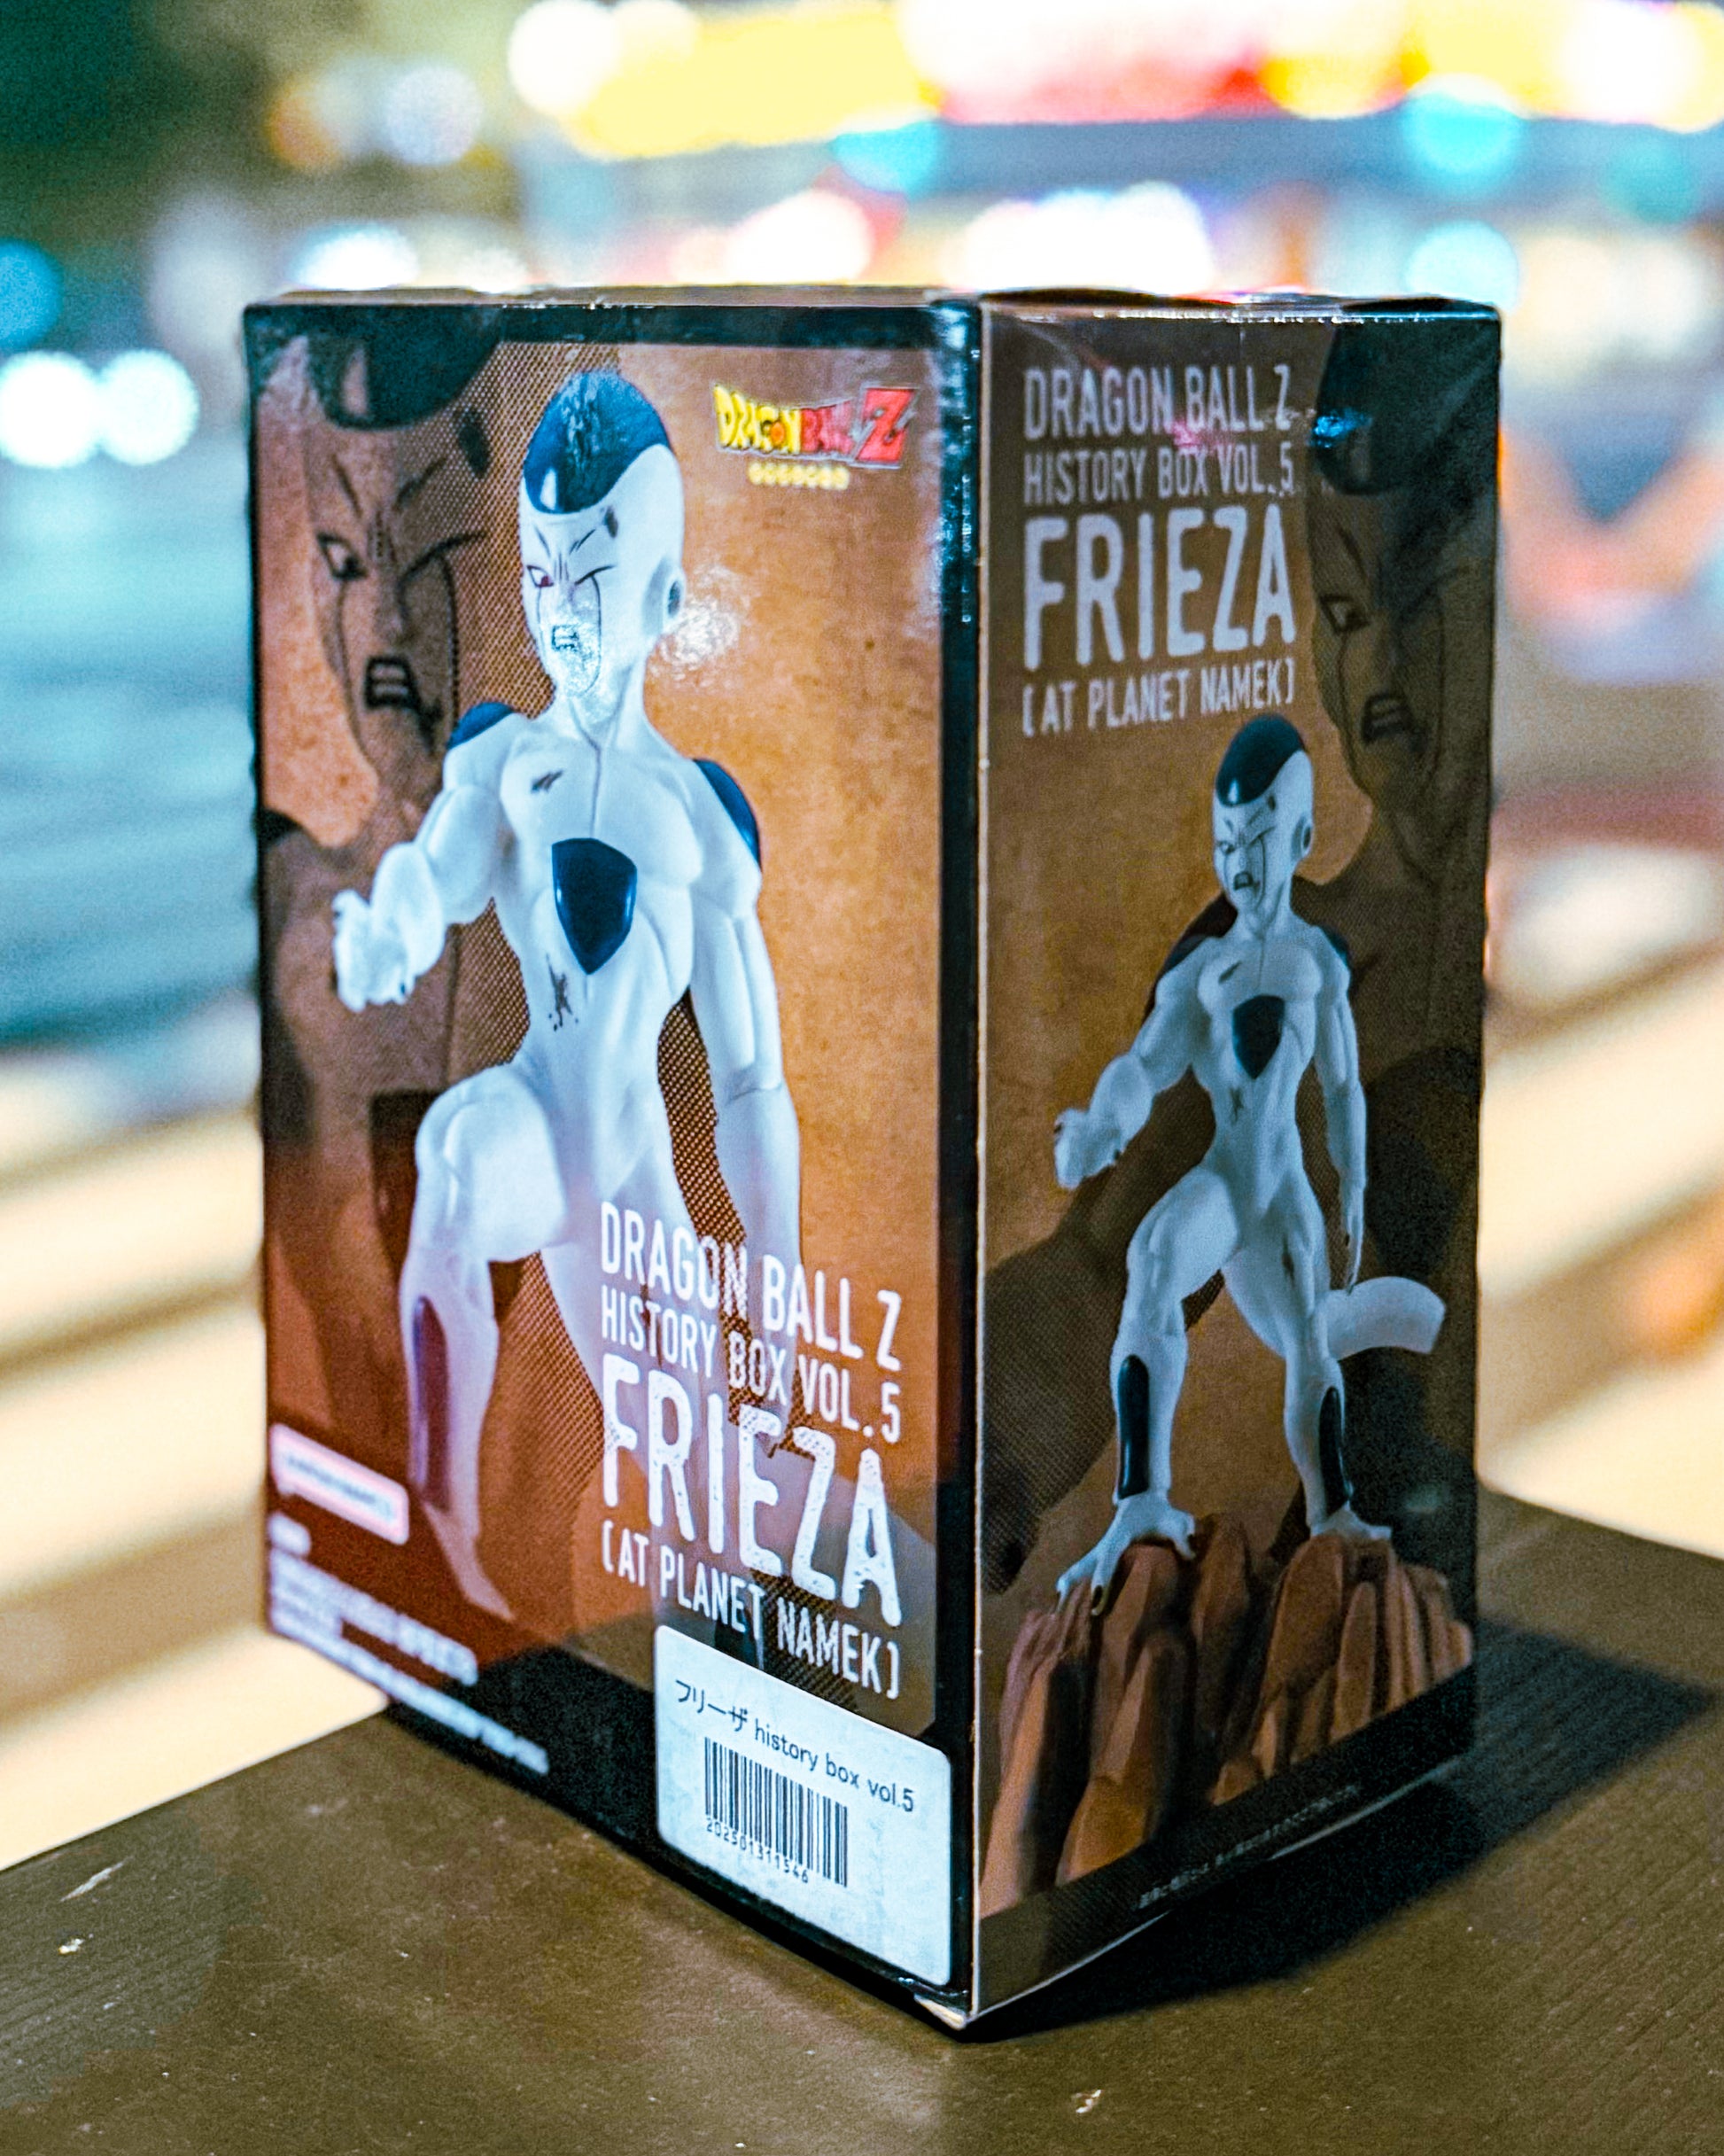 DRAGON BALL Z
DRAGON BALL Z
HISTORY BOX VOL.5
FRIEZA
(AT PLANET NAMEK)
フリーザ history box vol.5
202501311546
DRAGON BALL Z
HISTORY BOX VOL.5
FRIEZA
(AT PLANET NAMEK)